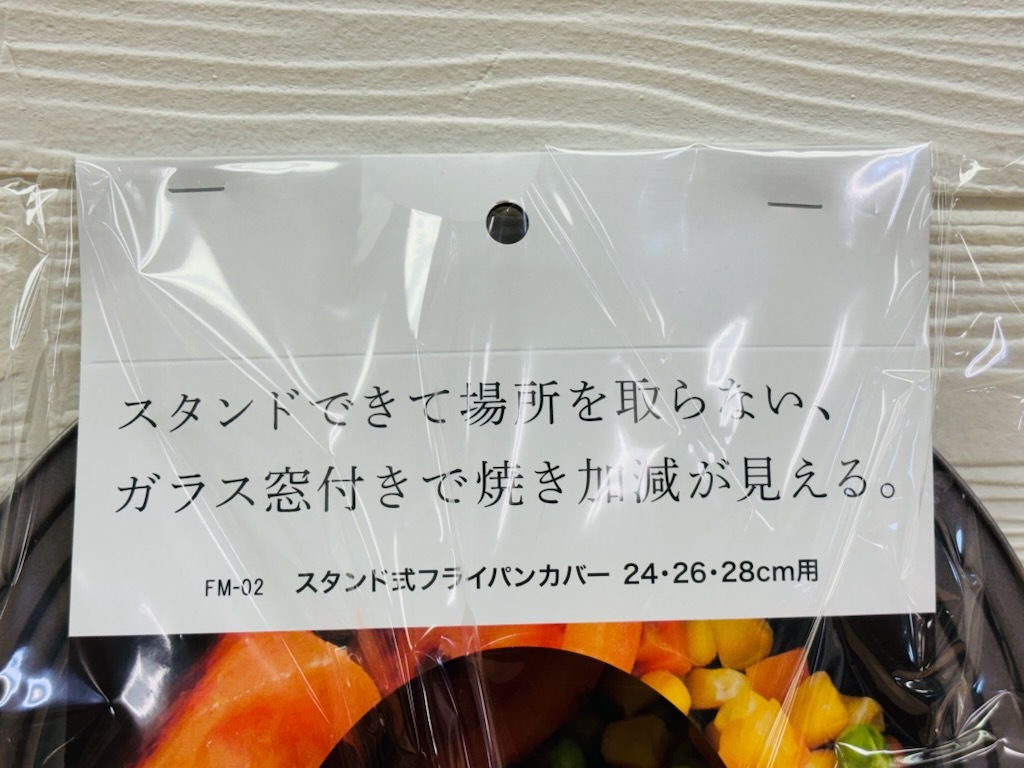 スタンドできて場所を取らない、
ガラス窓付きで焼き加減が見える。
FM-02 スタンド式フライパンカバー 24・26・28cm用